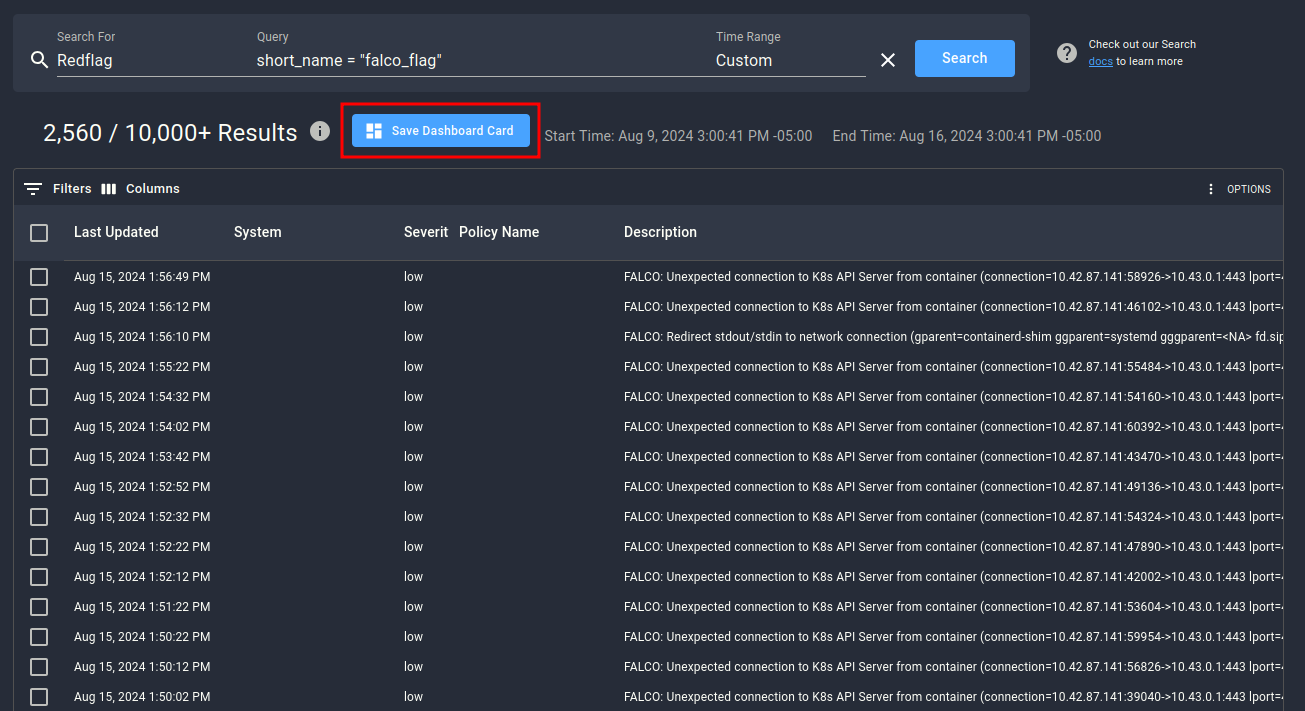 Search For Query Time Range
Redflag short_name = "falco_flag" Custom
Search
Check out our Search
docs to learn more
2,560 / 10,000+ Results
Save Dashboard Card
Start Time: Aug 9, 2024 3:00:41 PM -05:00 End Time: Aug 16, 2024 3:00:41 PM -05:00
Filters Columns OPTIONS
Last Updated System Severit Policy Name Description
Aug 15, 2024 1:56:49 PM low FALCO: Unexpected connection to K8s API Server from container (connection=10.42.87.141:58926->10.43.0.1:443 lport=
Aug 15, 2024 1:56:12 PM low FALCO: Unexpected connection to K8s API Server from container (connection=10.42.87.141:46102->10.43.0.1:443 lport=
Aug 15, 2024 1:56:10 PM low FALCO: Redirect stdout/stdin to network connection (gparent=containerd-shim ggparent=systemd gggparent=<NA> fd.sip
Aug 15, 2024 1:55:22 PM low FALCO: Unexpected connection to K8s API Server from container (connection=10.42.87.141:55484->10.43.0.1:443 lport=
Aug 15, 2024 1:54:32 PM low FALCO: Unexpected connection to K8s API Server from container (connection=10.42.87.141:54160->10.43.0.1:443 lport=
Aug 15, 2024 1:54:02 PM low FALCO: Unexpected connection to K8s API Server from container (connection=10.42.87.141:60392->10.43.0.1:443 lport=
Aug 15, 2024 1:53:42 PM low FALCO: Unexpected connection to K8s API Server from container (connection=10.42.87.141:43470->10.43.0.1:443 lport=
Aug 15, 2024 1:52:52 PM low FALCO: Unexpected connection to K8s API Server from container (connection=10.42.87.141:49136->10.43.0.1:443 lport=
Aug 15, 2024 1:52:32 PM low FALCO: Unexpected connection to K8s API Server from container (connection=10.42.87.141:54324->10.43.0.1:443 lport=
Aug 15, 2024 1:52:22 PM low FALCO: Unexpected connection to K8s API Server from container (connection=10.42.87.141:47890->10.43.0.1:443 lport=
Aug 15, 2024 1:52:12 PM low FALCO: Unexpected connection to K8s API Server from container (connection=10.42.87.141:42002->10.43.0.1:443 lport=
Aug 15, 2024 1:51:22 PM low FALCO: Unexpected connection to K8s API Server from container (connection=10.42.87.141:53604->10.43.0.1:443 lport=
Aug 15, 2024 1:50:22 PM low FALCO: Unexpected connection to K8s API Server from container (connection=10.42.87.141:59954->10.43.0.1:443 lport=
Aug 15, 2024 1:50:12 PM low FALCO: Unexpected connection to K8s API Server from container (connection=10.42.87.141:56826->10.43.0.1:443 lport=
Aug 15, 2024 1:50:02 PM low FALCO: Unexpected connection to K8s API Server from container (connection=10.42.87.141:39040->10.43.0.1:443 lport=